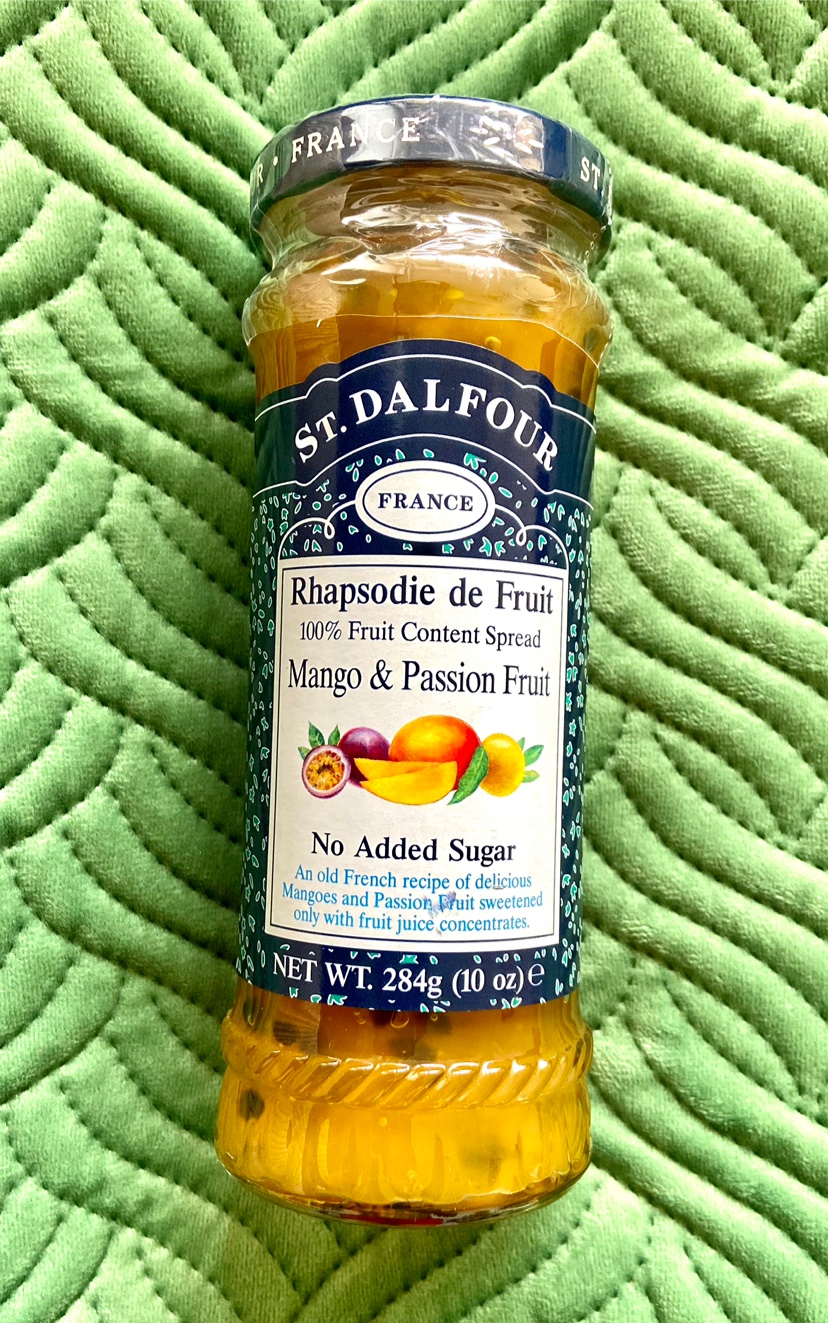 R • FRANCE ST.
ST. DALFOUR
FRANCE
Rhapsodie de Fruit
100% Fruit Content Spread
Mango & Passion Fruit
No Added Sugar
An old French recipe of delicious
Mangoes and Passion Fruit sweetened
only with fruit juice concentrates.
NET WT. 284g (10 oz) ℮